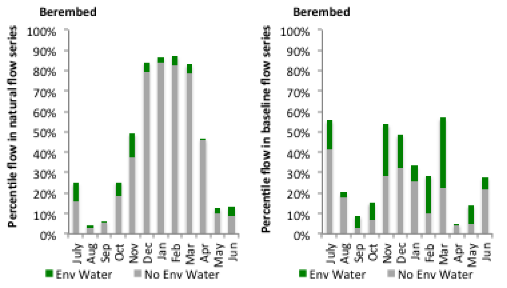 Berembed
Percentile flow in natural flow series
100%
90%
80%
70%
60%
50%
40%
30%
20%
10%
0%
July
Aug
Sep
Oct
Nov
Dec
Jan
Feb
Mar
Apr
May
Jun
Env Water
No Env Water
Berembed
Percentile flow in baseline flow series
100%
90%
80%
70%
60%
50%
40%
30%
20%
10%
0%
July
Aug
Sep
Oct
Nov
Dec
Jan
Feb
Mar
Apr
May
Jun
Env Water
No Env Water